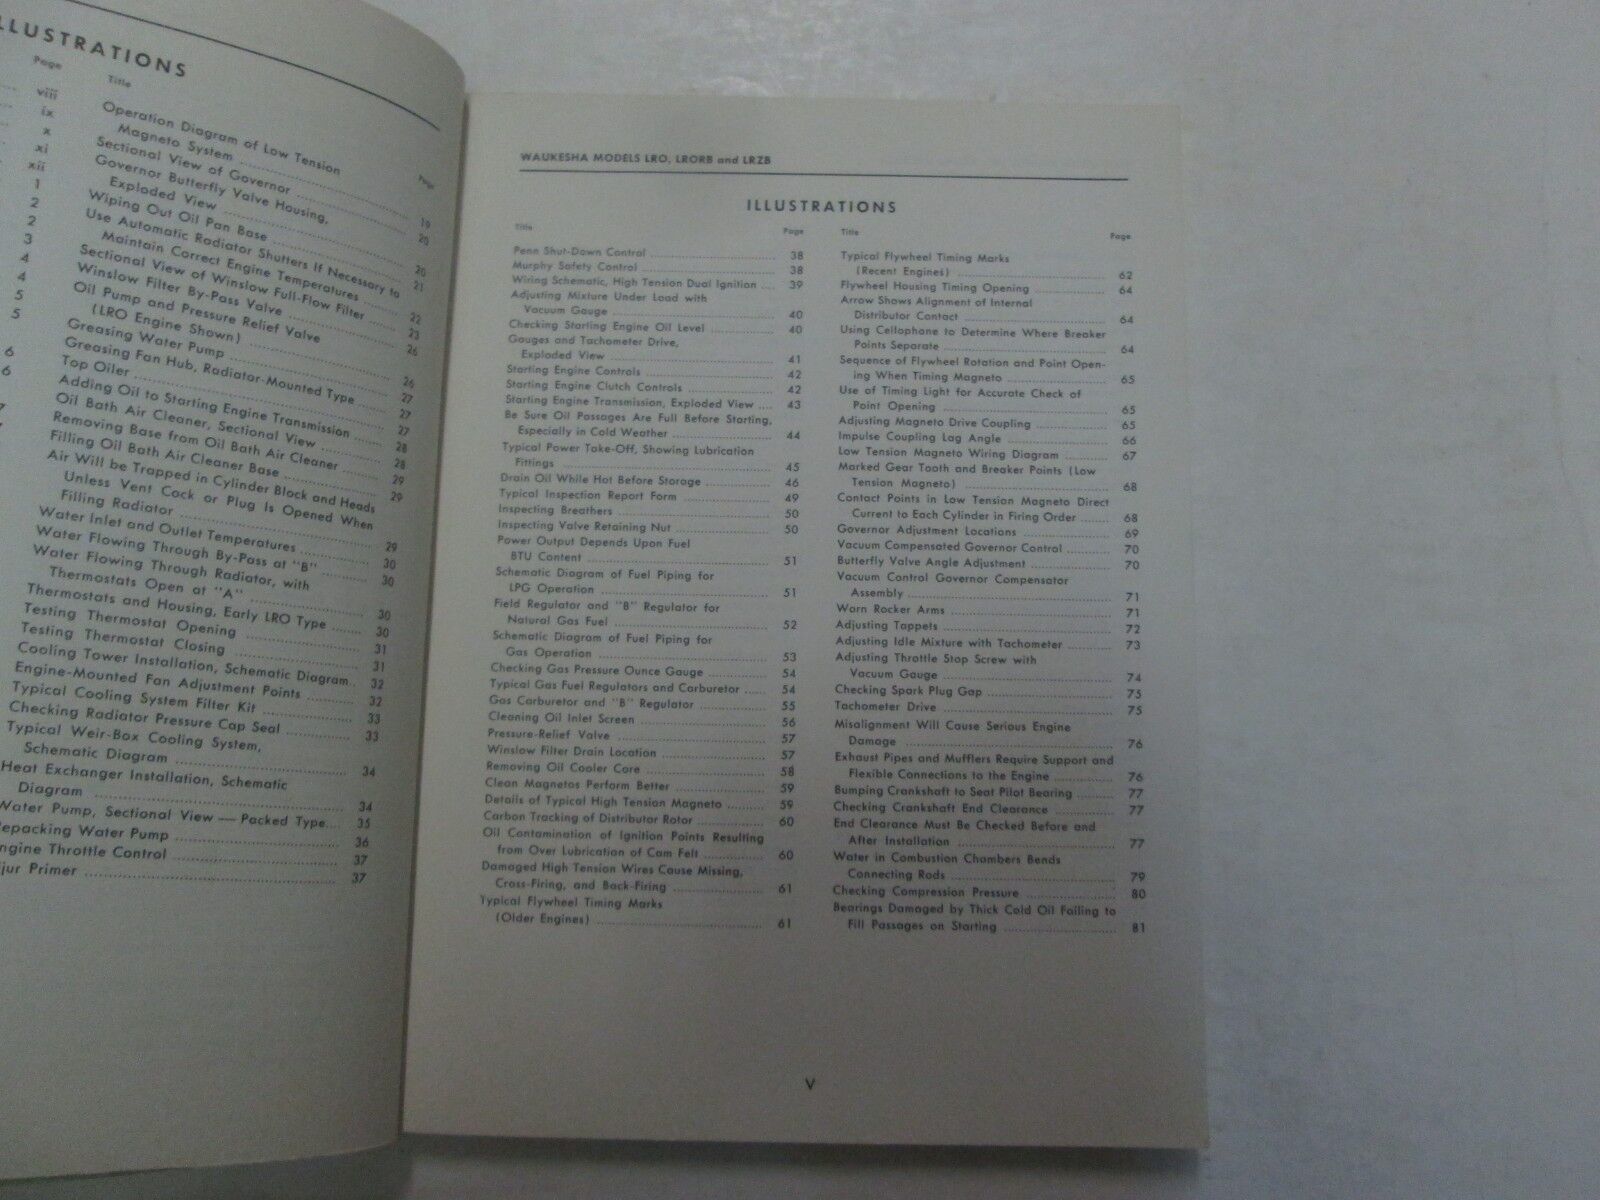 ILLUSTRATIONS
Page
viii
ix
x
xi
xii
1
2
2
3
4
4
5
5
6
6
Title
Page
Operation Diagram of Low Tension
Magneto System 19
Sectional View of Governor 20
Governor Butterfly Valve Housing,
Exploded View 20
Wiping Out Oil Pan Base 21
Use Automatic Radiator Shutters If Necessary to
Maintain Correct Engine Temperatures 22
Sectional View of Winslow Full-Flow Filter 23
Winslow Filter By-Pass Valve 26
Oil Pump and Pressure Relief Valve
(LRO Engine Shown) 26
Greasing Water Pump 27
Greasing Fan Hub, Radiator-Mounted Type 27
Top Oiler 27
Adding Oil to Starting Engine Transmission 28
Oil Bath Air Cleaner, Sectional View 28
Removing Base from Oil Bath Air Cleaner 29
Filling Oil Bath Air Cleaner Base 29
Air Will be Trapped in Cylinder Block and Heads
Unless Vent Cock or Plug Is Opened When
Filling Radiator 29
Water Inlet and Outlet Temperatures 30
Water Flowing Through By-Pass at "B" 30
Water Flowing Through Radiator, with
Thermostats Open at "A" 30
Thermostats and Housing, Early LRO Type 30
Testing Thermostat Opening 31
Testing Thermostat Closing 31
Cooling Tower Installation, Schematic Diagram 32
Engine-Mounted Fan Adjustment Points 32
Typical Cooling System Filter Kit 33
Checking Radiator Pressure Cap Seal 33
Typical Weir-Box Cooling System,
Schematic Diagram 34
Heat Exchanger Installation, Schematic
Diagram 34
Water Pump, Sectional View — Packed Type 35
Repacking Water Pump 36
Engine Throttle Control 37
Primer 37
WAUKESHA MODELS LRO, LRORB and LRZB
ILLUSTRATIONS
Title Page
Penn Shut-Down Control 38
Murphy Safety Control 38
Wiring Schematic, High Tension Dual Ignition 39
Adjusting Mixture Under Load with
Vacuum Gauge 40
Checking Starting Engine Oil Level 40
Gauges and Tachometer Drive,
Exploded View 41
Starting Engine Controls 42
Starting Engine Clutch Controls 42
Starting Engine Transmission, Exploded View 43
Be Sure Oil Passages Are Full Before Starting,
Especially in Cold Weather 44
Typical Power Take-Off, Showing Lubrication
Fittings 45
Drain Oil While Hot Before Storage 46
Typical Inspection Report Form 49
Inspecting Breathers 50
Inspecting Valve Retaining Nut 50
Power Output Depends Upon Fuel
BTU Content 51
Schematic Diagram of Fuel Piping for
LPG Operation 51
Field Regulator and "B" Regulator for
Natural Gas Fuel 52
Schematic Diagram of Fuel Piping for
Gas Operation 53
Checking Gas Pressure Ounce Gauge 54
Typical Gas Fuel Regulators and Carburetor 54
Gas Carburetor and "B" Regulator 55
Cleaning Oil Inlet Screen 56
Pressure-Relief Valve 57
Winslow Filter Drain Location 57
Removing Oil Cooler Core 58
Clean Magnetos Perform Better 59
Details of Typical High Tension Magneto 59
Carbon Tracking of Distributor Rotor 60
Oil Contamination of Ignition Points Resulting
from Over Lubrication of Cam Felt 60
Damaged High Tension Wires Cause Missing,
Cross-Firing, and Back-Firing 61
Typical Flywheel Timing Marks
(Older Engines) 61
Title Page
Typical Flywheel Timing Marks
(Recent Engines) 62
Flywheel Housing Timing Opening 64
Arrow Shows Alignment of Internal
Distributor Contact 64
Using Cellophone to Determine Where Breaker
Points Separate 64
Sequence of Flywheel Rotation and Point Open-
ing When Timing Magneto 65
Use of Timing Light for Accurate Check of
Point Opening 65
Adjusting Magneto Drive Coupling 65
Impulse Coupling Lag Angle 66
Low Tension Magneto Wiring Diagram 67
Marked Gear Tooth and Breaker Points (Low
Tension Magneto) 68
Contact Points in Low Tension Magneto Direct
Current to Each Cylinder in Firing Order 68
Governor Adjustment Locations 69
Vacuum Compensated Governor Control 70
Butterfly Valve Angle Adjustment 70
Vacuum Control Governor Compensator
Assembly 71
Worn Rocker Arms 71
Adjusting Tappets 72
Adjusting Idle Mixture with Tachometer 73
Adjusting Throttle Stop Screw with
Vacuum Gauge 74
Checking Spark Plug Gap 75
Tachometer Drive 75
Misalignment Will Cause Serious Engine
Damage 76
Exhaust Pipes and Mufflers Require Support and
Flexible Connections to the Engine 76
Bumping Crankshaft to Seat Pilot Bearing 77
Checking Crankshaft End Clearance 77
End Clearance Must Be Checked Before and
After Installation 77
Water in Combustion Chambers Bends
Connecting Rods 79
Checking Compression Pressure 80
Bearings Damaged by Thick Cold Oil Failing to
Fill Passages on Starting 81
V